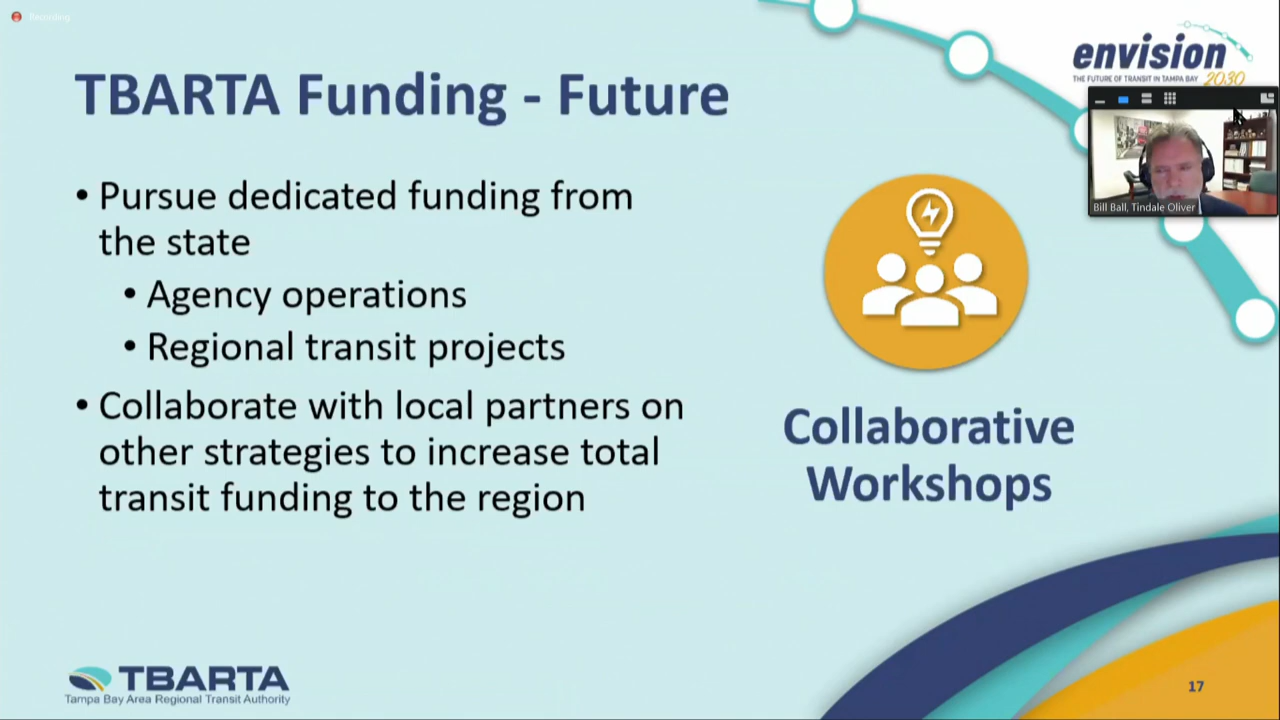 Recording
TBARTA Funding - Future
envision
THE FUTURE OF TRANSIT IN TAMPA BAY 2030
Bill Ball, Tindale Oliver
• Pursue dedicated funding from
the state
• Agency operations
• Regional transit projects
• Collaborate with local partners on
other strategies to increase total
transit funding to the region
Collaborative
Workshops
TBARTA
Tampa Bay Area Regional Transit Authority
17